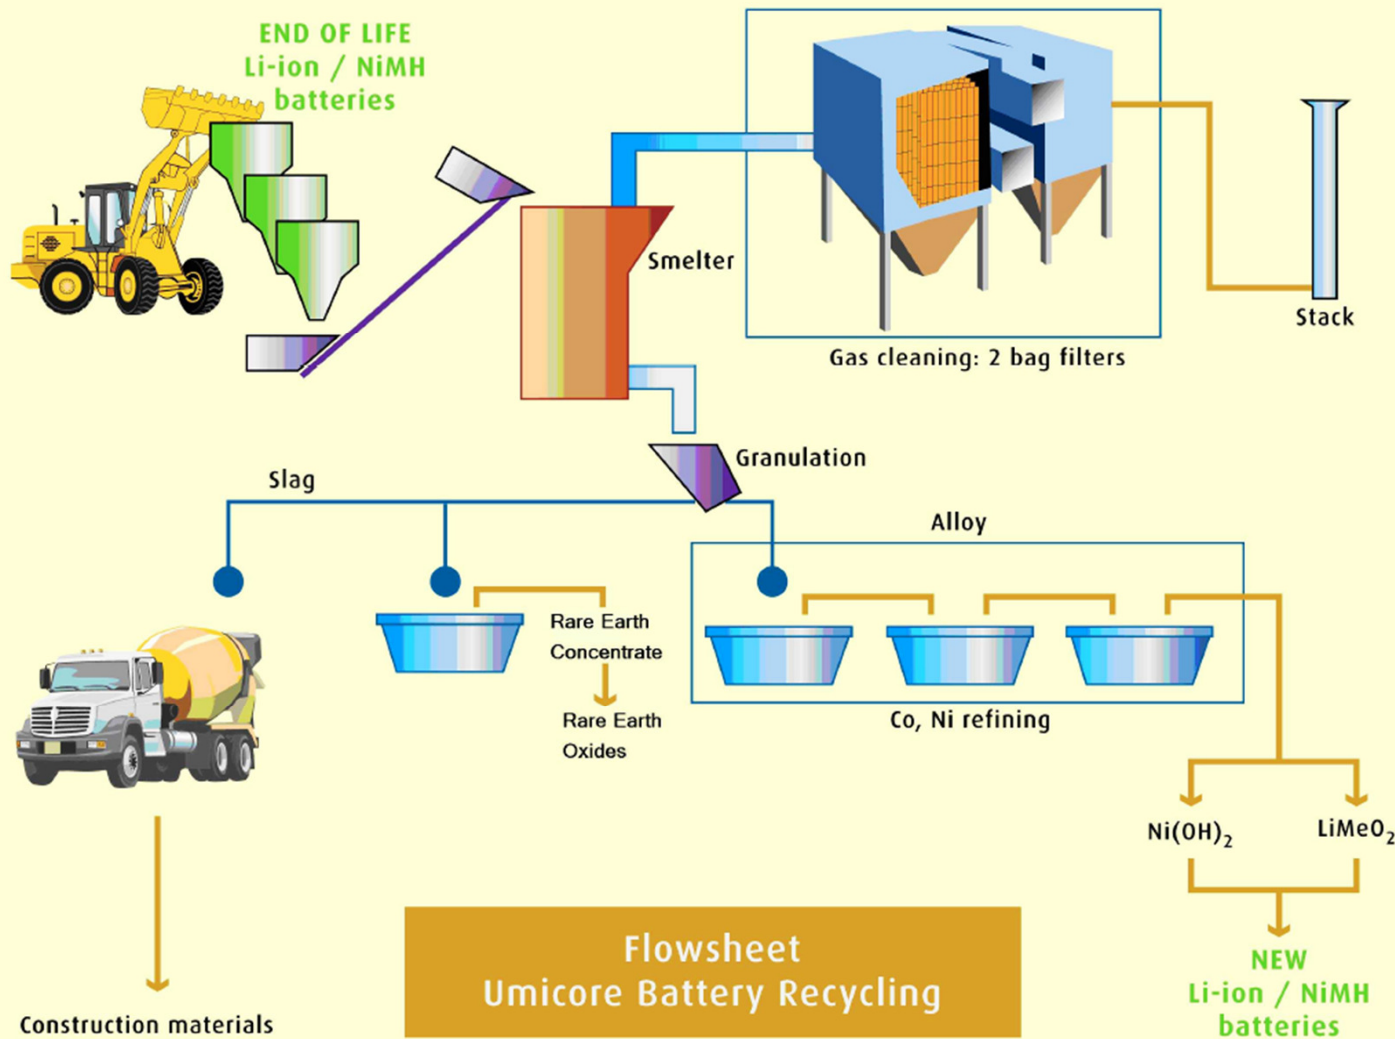 END OF LIFE
Li-ion / NiMH
batteries
Smelter
Stack
Gas cleaning: 2 bag filters
Granulation
Slag
Alloy
Rare Earth
Concentrate
Rare Earth
Oxides
Co, Ni refining
Ni(OH)₂
LiMeO₂
Flowsheet
Umicore Battery Recycling
NEW
Li-ion / NiMH
batteries
Construction materials